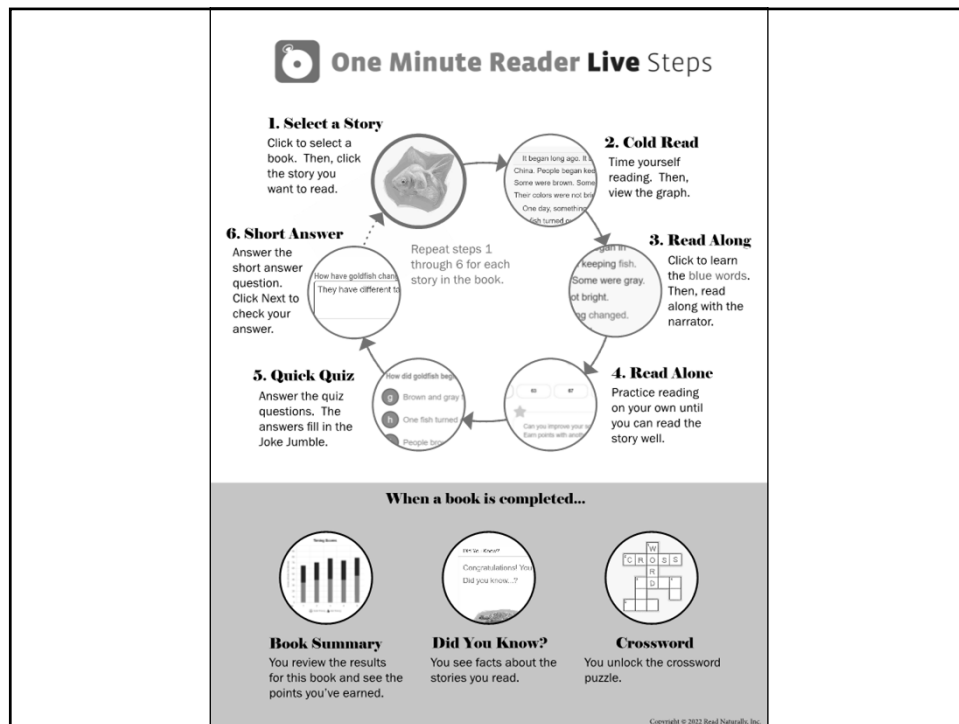 One Minute Reader Live Steps
1. Select a Story
Click to select a
book. Then, click
the story you
want to read.
It began long ago. It
China. People began
Some were brown. Some
Their colors were not
One day, something
fish turned
2. Cold Read
Time yourself
reading. Then,
view the graph.
3. Read Along
Click to learn
the blue words.
Then, read
along with the
narrator.
keeping fish.
Some were gray.
ot bright.
changed.
4. Read Alone
Practice reading
on your own until
you can read the
story well.
Can you improve your
Earn points with
5. Quick Quiz
Answer the quiz
questions. The
answers fill in the
Joke Jumble.
How did goldfish
g Brown and gray
h One fish turned
People
6. Short Answer
Answer the
short answer
question.
Click Next to
check your
answer.
How have goldfish
They have different
Repeat steps 1
through 6 for each
story in the book.
When a book is completed...
Congratulations! You
Did you know...?
WORD
CROSS
Book Summary
You review the results
for this book and see the
points you've earned.
Did You Know?
You see facts about the
stories you read.
Crossword
You unlock the crossword
puzzle.
Copyright © 2022 Read Naturally, Inc.